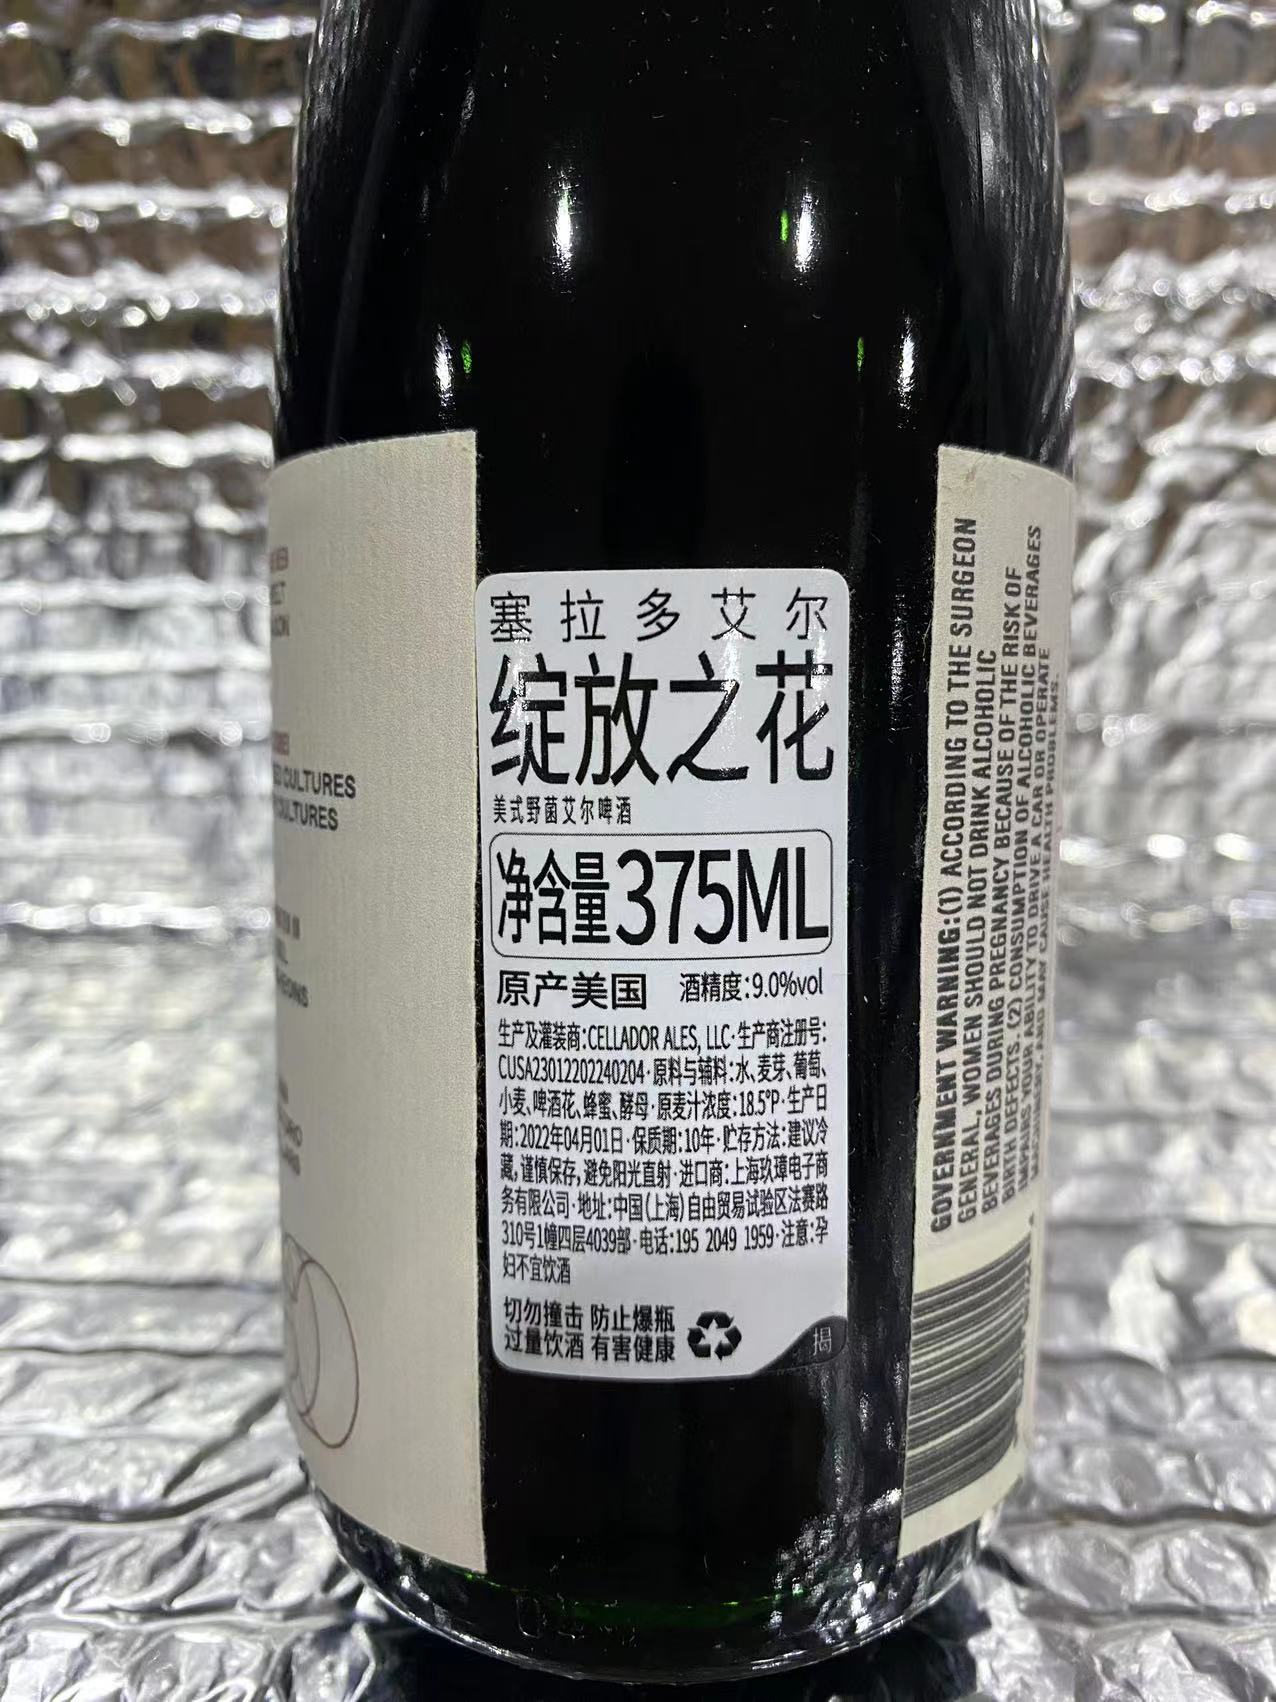 CULTURES
CULTURES
塞拉多艾尔
绽放之花
美式野菌艾尔啤酒
净含量375ML
原产美国 酒精度:9.0%vol
生产及灌装商:CELLADOR ALES, LLC·生产商注册号:
CUSA23012202240204·原料与辅料:水、麦芽、葡萄、
小麦、啤酒花、蜂蜜、酵母·原麦汁浓度:18.5°P·生产日
期:2022年04月01日·保质期:10年·贮存方法:建议冷
藏,谨慎保存,避免阳光直射·进口商:上海玖璋电子商
务有限公司·地址:中国(上海)自由贸易试验区法赛路
310号1幢四层4039部·电话:195 2049 1959·注意:孕
妇不宜饮酒
切勿撞击 防止爆瓶
过量饮酒 有害健康
揭
GOVERNMENT WARNING:(1) ACCORDING TO THE SURGEON
GENERAL, WOMEN SHOULD NOT DRINK ALCOHOLIC
BEVERAGES DURING PREGNANCY BECAUSE OF THE RISK OF
BIRTH DEFECTS. (2) CONSUMPTION OF ALCOHOLIC BEVERAGES
IMPAIRS YOUR ABILITY TO DRIVE A CAR OR OPERATE
MACHINERY, AND MAY CAUSE HEALTH PROBLEMS.